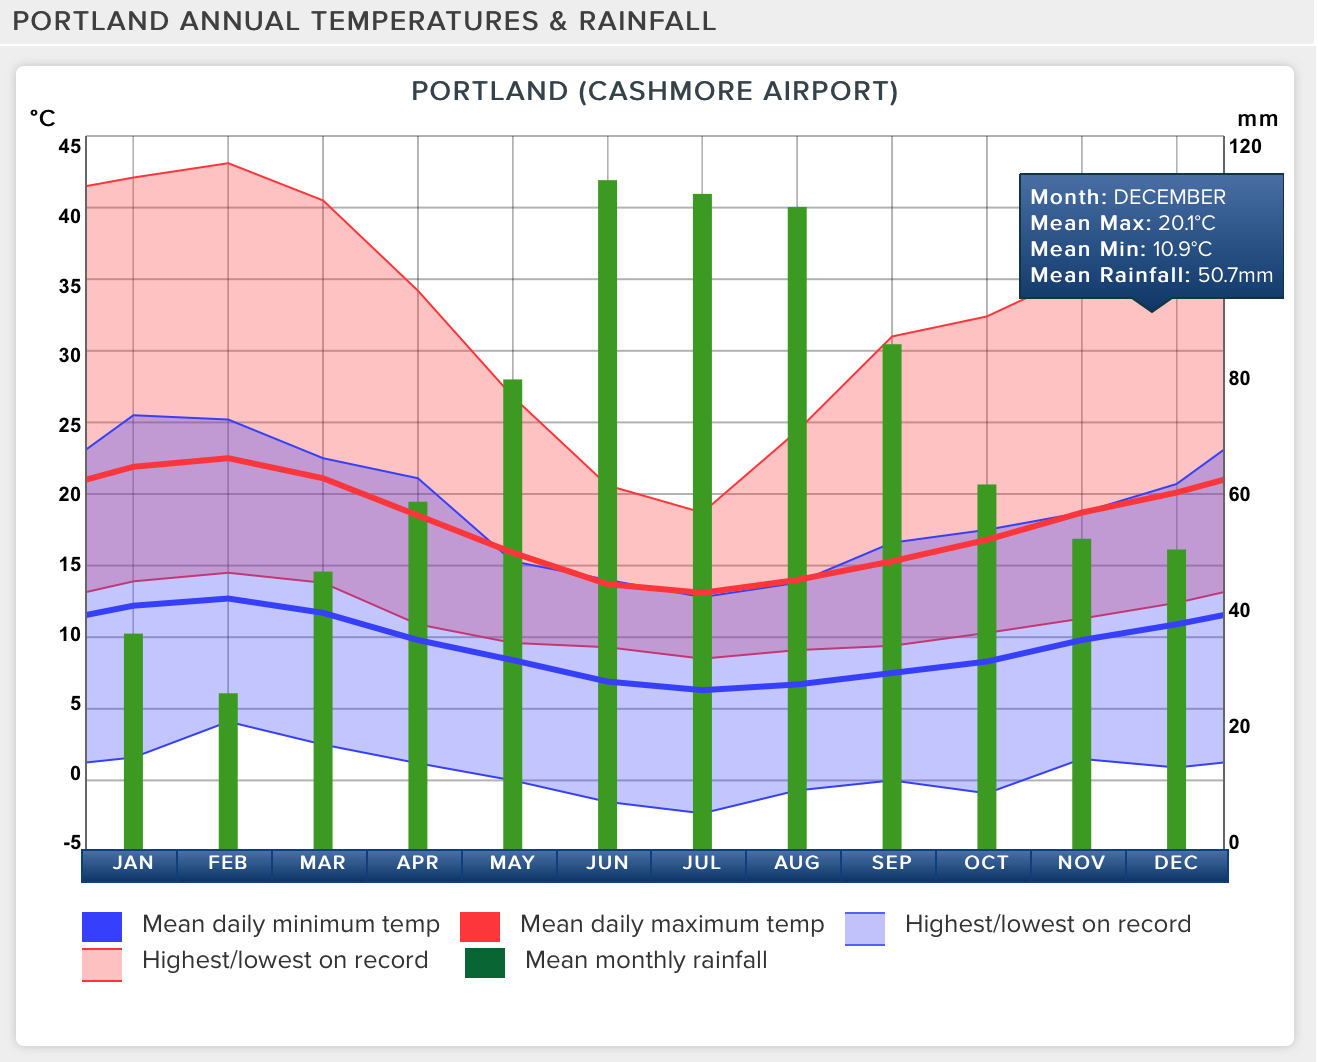 PORTLAND ANNUAL TEMPERATURES & RAINFALL
PORTLAND (CASHMORE AIRPORT)
°C
mm
45
40
35
30
25
20
15
10
5
0
-5
120
80
60
40
20
0
Month: DECEMBER
Mean Max: 20.1°C
Mean Min: 10.9°C
Mean Rainfall: 50.7mm
JAN FEB MAR APR MAY JUN JUL AUG SEP OCT NOV DEC
Mean daily minimum temp Mean daily maximum temp Highest/lowest on record
Highest/lowest on record Mean monthly rainfall